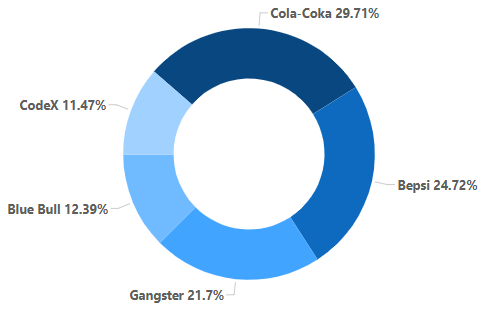 Cola-Coka 29.71%
CodeX 11.47%
Bepsi 24.72%
Blue Bull 12.39%
Gangster 21.7%